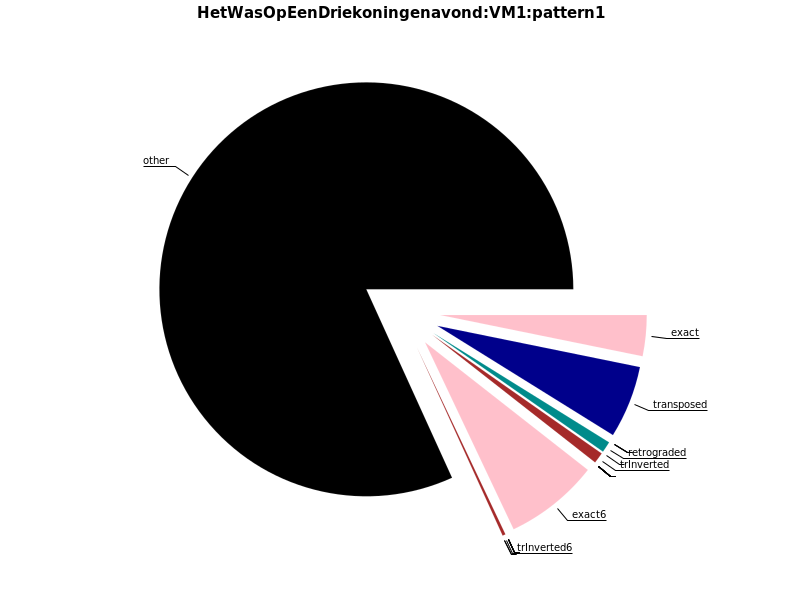 HetWasOpEenDriekoningenavond:VM1:pattern1
other
exact
transposed
retrograded
trInverted
exact6
trInverted6